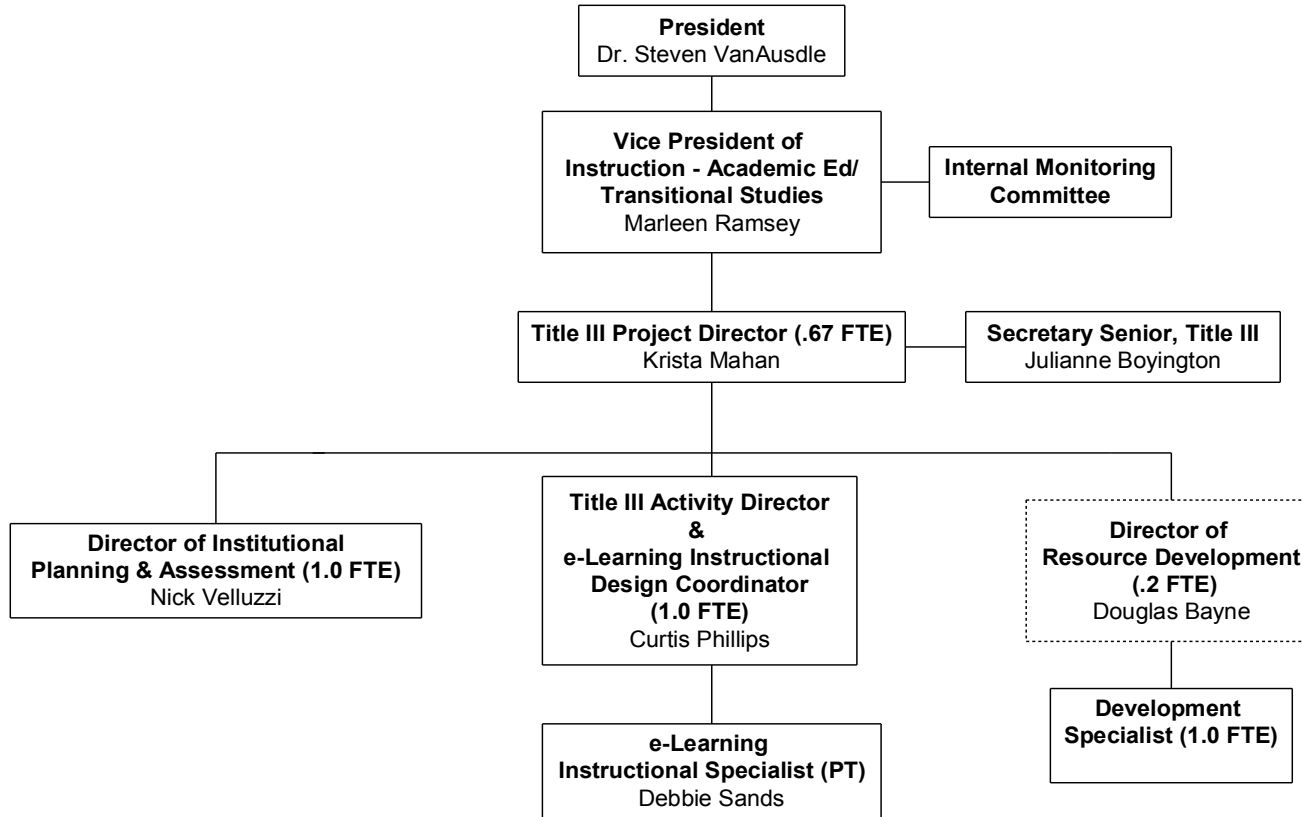 President
Dr. Steven VanAusdle
Vice President of
Instruction - Academic Ed/
Transitional Studies
Marleen Ramsey
Internal Monitoring
Committee
Title III Project Director (.67 FTE)
Krista Mahan
Secretary Senior, Title III
Julianne Boyington
Director of Institutional
Planning & Assessment (1.0 FTE)
Nick Velluzzi
Title III Activity Director
&
e-Learning Instructional
Design Coordinator
(1.0 FTE)
Curtis Phillips
Director of
Resource Development
(.2 FTE)
Douglas Bayne
e-Learning
Instructional Specialist (PT)
Debbie Sands
Development
Specialist (1.0 FTE)